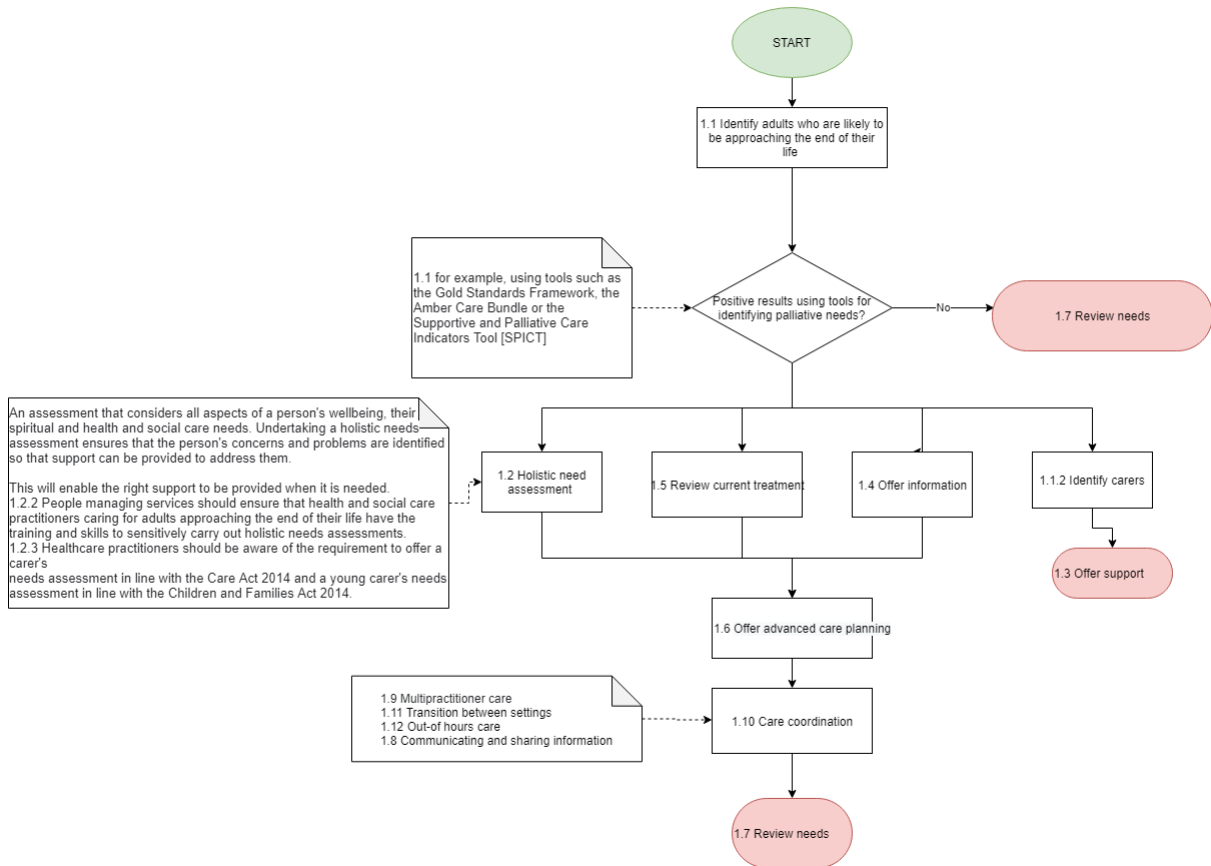 START
1.1 Identify adults who are likely to
be approaching the end of their
life
1.1 for example, using tools such as
the Gold Standards Framework, the
Amber Care Bundle or the
Supportive and Palliative Care
Indicators Tool [SPICT]
Positive results using tools for
identifying palliative needs?
No
1.7 Review needs
An assessment that considers all aspects of a person's wellbeing, their
spiritual and health and social care needs. Undertaking a holistic needs
assessment ensures that the person's concerns and problems are identified
so that support can be provided to address them.
This will enable the right support to be provided when it is needed.
1.2.2 People managing services should ensure that health and social care
practitioners caring for adults approaching the end of their life have the
training and skills to sensitively carry out holistic needs assessments.
1.2.3 Healthcare practitioners should be aware of the requirement to offer a
carer's
needs assessment in line with the Care Act 2014 and a young carer's needs
assessment in line with the Children and Families Act 2014.
1.2 Holistic need
assessment
1.5 Review current treatment
1.4 Offer information
1.1.2 Identify carers
1.3 Offer support
1.6 Offer advanced care planning
1.9 Multipractitioner care
1.11 Transition between settings
1.12 Out-of hours care
1.8 Communicating and sharing information
1.10 Care coordination
1.7 Review needs